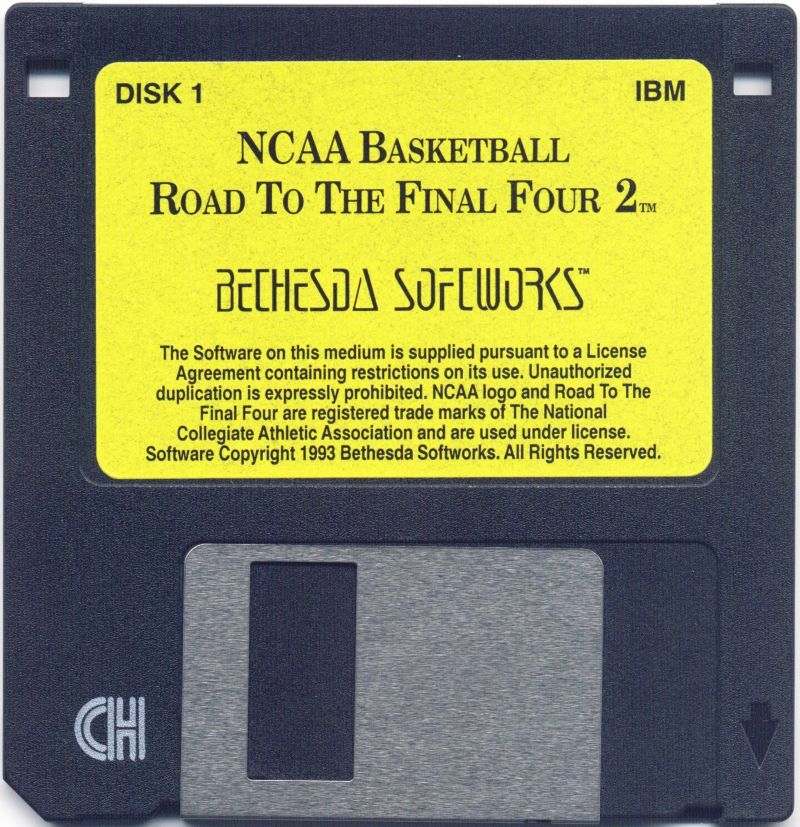 DISK 1
IBM
NCAA BASKETBALL
ROAD TO THE FINAL FOUR 2™
BETHESDA SOFTWORKS™
The Software on this medium is supplied pursuant to a License
Agreement containing restrictions on its use. Unauthorized
duplication is expressly prohibited. NCAA logo and Road To The
Final Four are registered trade marks of The National
Collegiate Athletic Association and are used under license.
Software Copyright 1993 Bethesda Softworks. All Rights Reserved.
CH